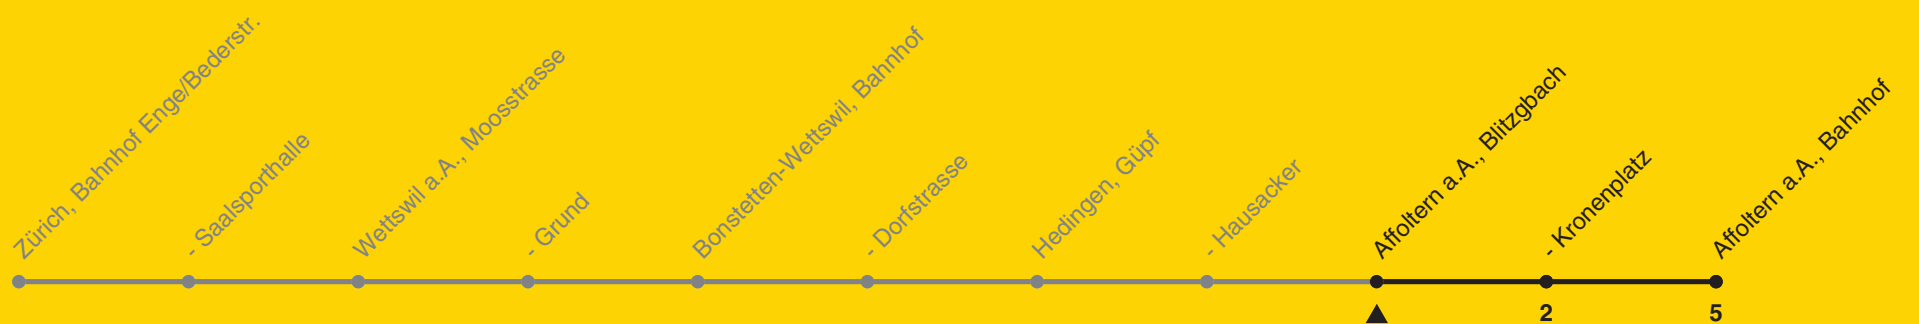 Zürich, Bahnhof Enge/Bederstr.
- Saalsporthalle
Wettswil a.A., Moosstrasse
- Grund
Bonstetten-Wettswil, Bahnhof
- Dorfstrasse
Hedingen, Güpf
- Hausacker
Affoltern a.A., Blitzgbach
- Kronenplatz
Affoltern a.A., Bahnhof
2
5